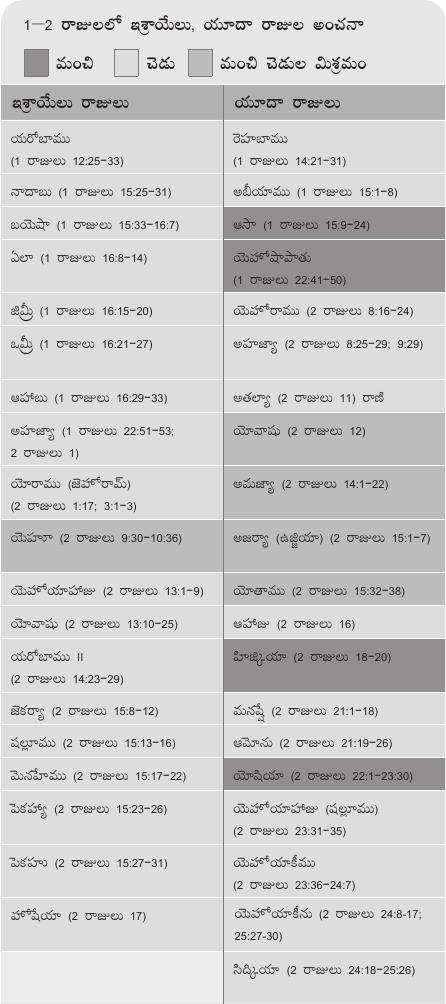 1—2 రాజులలో ఇశ్రాయేలు, యూదా రాజుల అంచనా
మంచి చెడు మంచి చెడుల మిశ్రమం
ఇశ్రాయేలు రాజులు
యూదా రాజులు
యరోబాము
(1 రాజులు 12:25–33)
రెహబాము
(1 రాజులు 14:21–31)
నాదాబు (1 రాజులు 15:25–31)
అబీయాము (1 రాజులు 15:1–8)
బయెషా (1 రాజులు 15:33–16:7)
ఆసా (1 రాజులు 15:9–24)
ఏలా (1 రాజులు 16:8–14)
యెహోషాపాతు
(1 రాజులు 22:41–50)
జిమ్రీ (1 రాజులు 16:15–20)
యెహోరాము (2 రాజులు 8:16–24)
ఒమ్రీ (1 రాజులు 16:21–27)
అహజ్యా (2 రాజులు 8:25–29; 9:29)
ఆహాబు (1 రాజులు 16:29–33)
అతల్యా (2 రాజులు 11) రాణి
అహజ్యా (1 రాజులు 22:51–53;
2 రాజులు 1)
యోవాషు (2 రాజులు 12)
యోరాము (జెహోరామ్)
(2 రాజులు 1:17; 3:1–3)
అమజ్యా (2 రాజులు 14:1–22)
యెహూ (2 రాజులు 9:30–10:36)
అజర్యా (ఉజ్జియా) (2 రాజులు 15:1–7)
యెహోయాహాజు (2 రాజులు 13:1–9)
యోతాము (2 రాజులు 15:32–38)
యోవాషు (2 రాజులు 13:10–25)
ఆహాజు (2 రాజులు 16)
యరోబాము II
(2 రాజులు 14:23–29)
హిజ్కియా (2 రాజులు 18–20)
జెకర్యా (2 రాజులు 15:8–12)
మనష్షే (2 రాజులు 21:1–18)
షల్లూము (2 రాజులు 15:13–16)
ఆమోను (2 రాజులు 21:19–26)
మెనహేము (2 రాజులు 15:17–22)
యోషియా (2 రాజులు 22:1–23:30)
పెకహ్యా (2 రాజులు 15:23–26)
యెహోయాహాజు (షల్లూము)
(2 రాజులు 23:31–35)
పెకహు (2 రాజులు 15:27–31)
యెహోయాకీము
(2 రాజులు 23:36–24:7)
హోషేయా (2 రాజులు 17)
యెహోయాకీను (2 రాజులు 24:8-17;
25:27-30)
సిద్కియా (2 రాజులు 24:18–25:26)